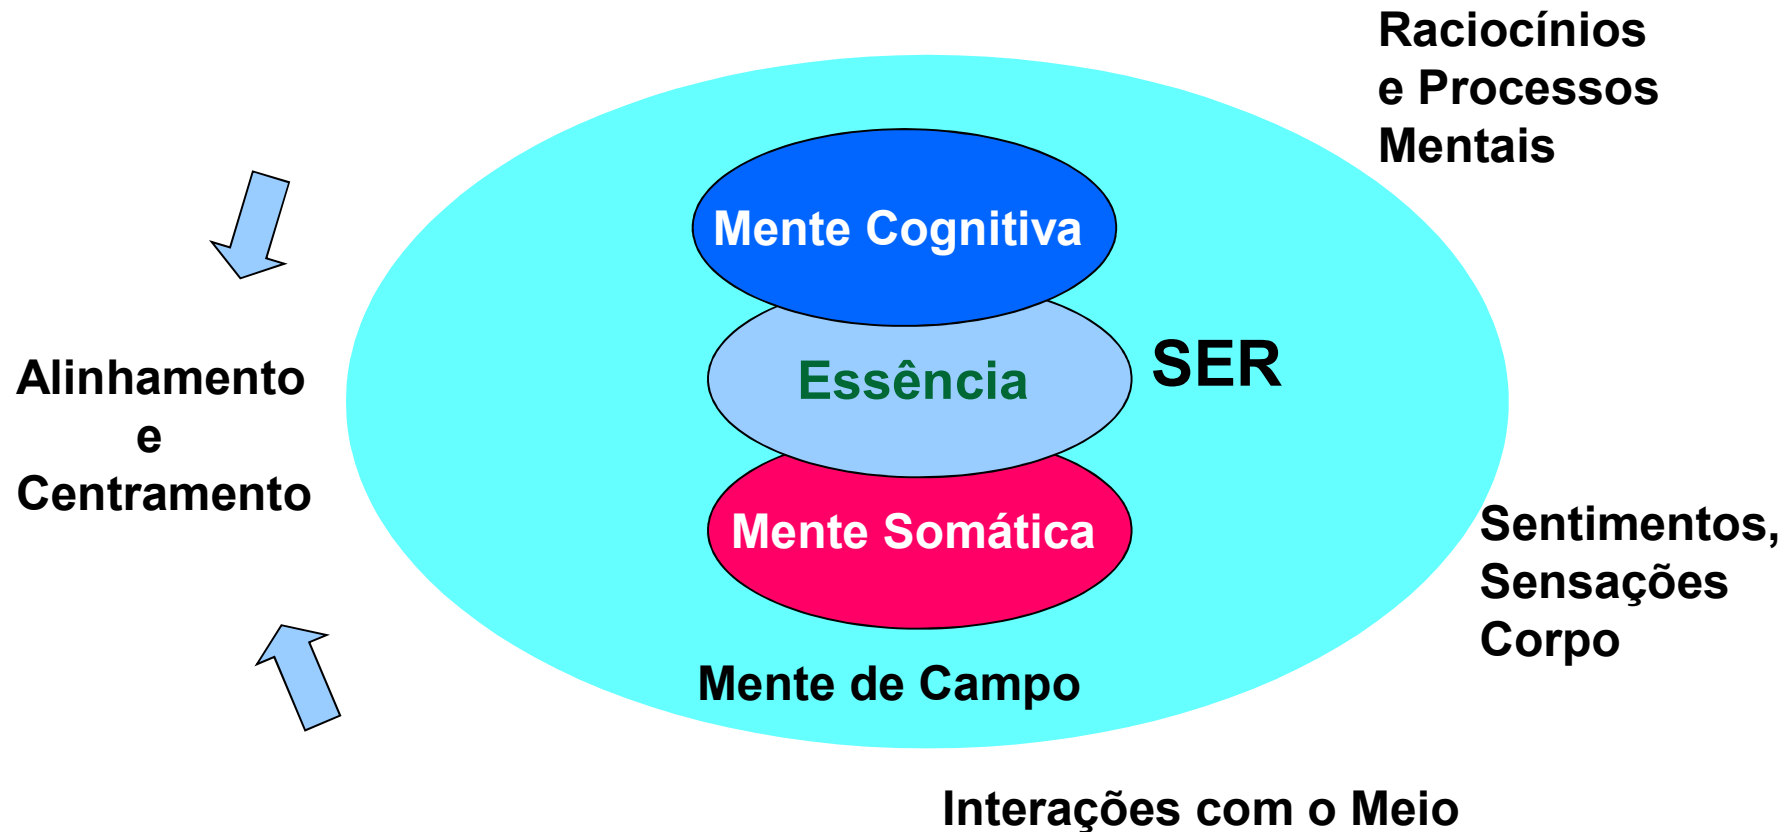 Raciocínios
e Processos
Mentais
Mente Cognitiva
Essência
SER
Alinhamento
e
Centramento
Mente Somática
Sentimentos,
Sensações
Corpo
Mente de Campo
Interações com o Meio